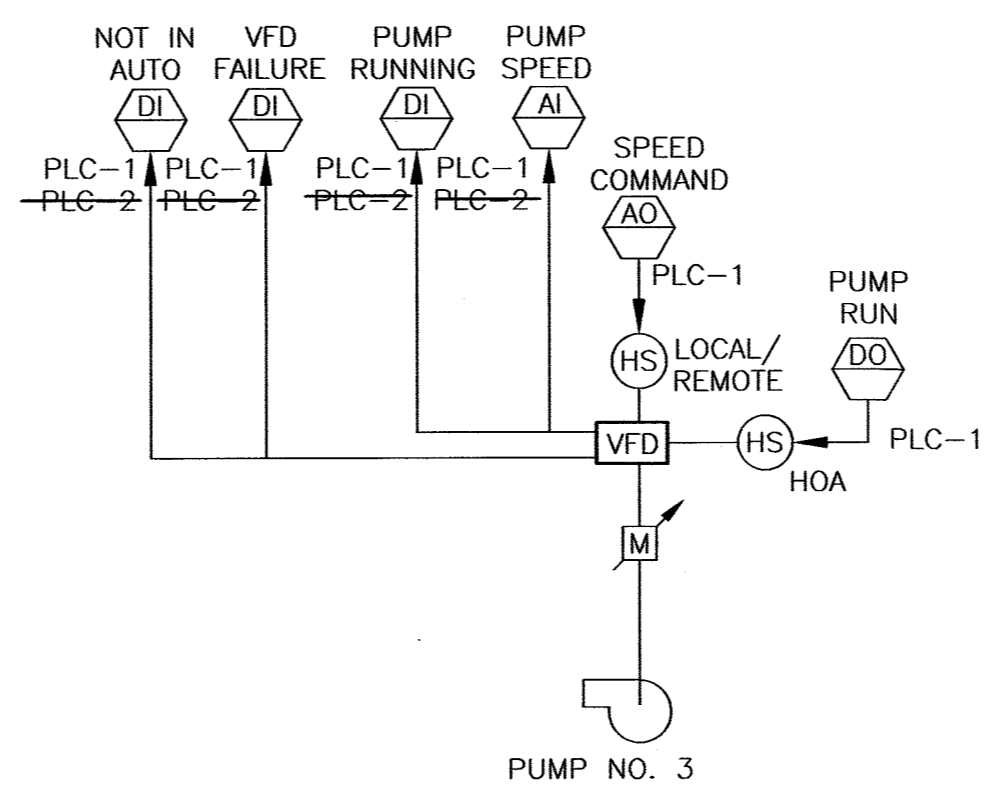 NOT IN
AUTO
VFD
FAILURE
PUMP
RUNNING
PUMP
SPEED
DI
DI
DI
AI
PLC-1
PLC-1
PLC-1
PLC-1
PLC-2
PLC-2
PLC-2
PLC-2
SPEED
COMMAND
AO
PLC-1
PUMP
RUN
DO
HS
LOCAL/
REMOTE
VFD
HS
PLC-1
HOA
M
PUMP NO. 3